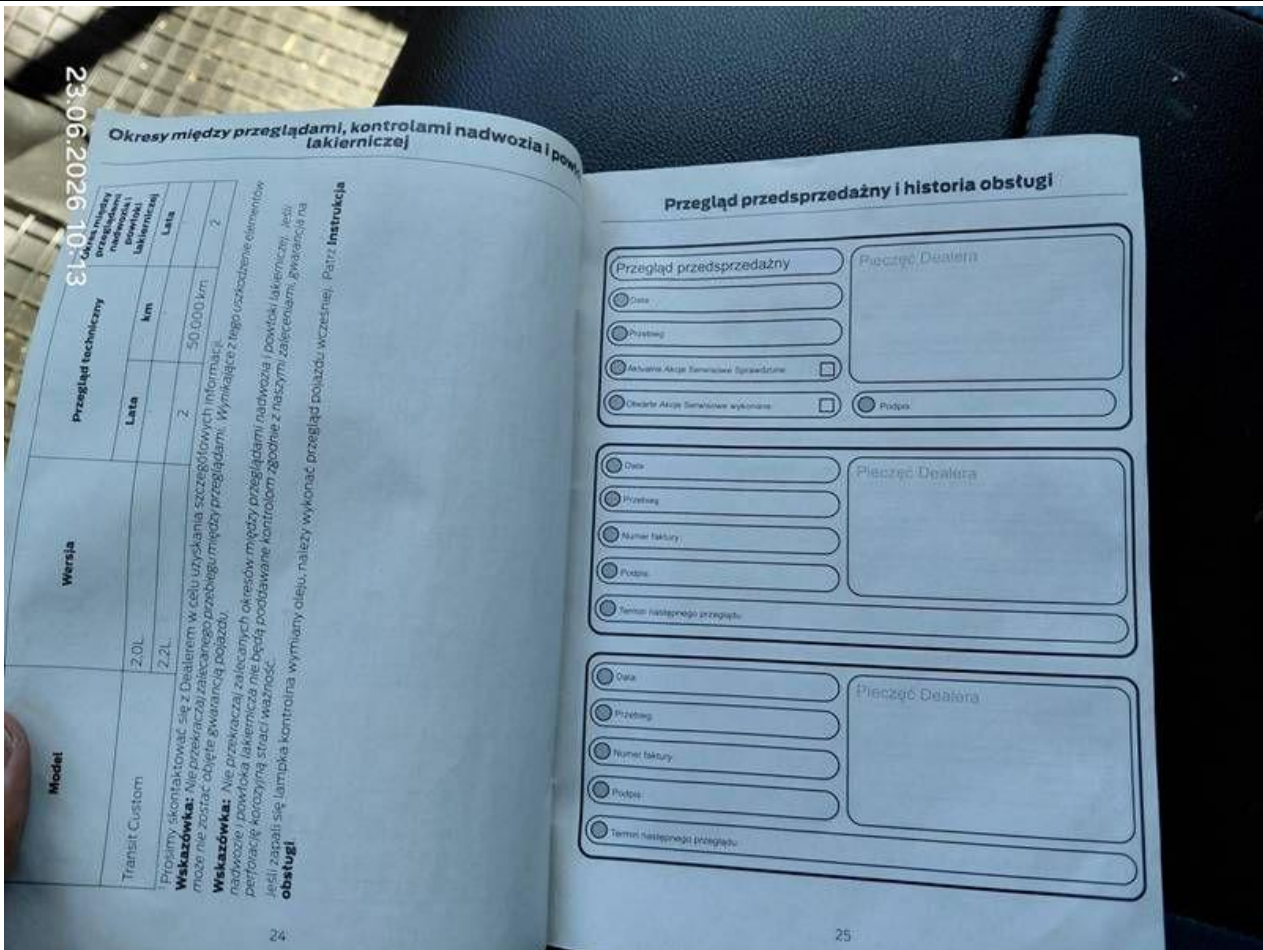 23.06.2026 10:13
Okresy między przeglądami, kontrolami nadwozia i
lakierniczej
Model
Wersja
Przegląd techniczny
Okres między
przeglądami
nadwozia i
powłoki
lakierniczej
Lata
km
Lata
Transit Custom
2,0L
2,2L
2
50.000 km
2
Prosimy skontaktować się z Dealerem w celu uzyskania szczegółowych informacji.
Wskazówka: Nie przekraczaj zalecanego przebiegu między przeglądami. Wynikające z tego uszkodzenie elementów
może nie zostać objęte gwarancją pojazdu.
Wskazówka: Nie przekraczaj zalecanych okresów między przeglądami nadwozia i powłoki lakierniczej. Jeśli
nadwozie i powłoka lakiernicza nie będą poddawane kontrolom zgodnie z naszymi zaleceniami, gwarancja na
perforację korozyjną straci ważność.
Jeśli zapali się lampka kontrolna wymiany oleju, należy wykonać przegląd pojazdu wcześniej. Patrz Instrukcja
obsługi.
24
Przegląd przedsprzedażny i historia obsługi
Przegląd przedsprzedażny
Data
Przebieg
Aktualne Akcje Serwisowe Sprawdzone
Otwarte Akcje Serwisowe wykonane
Pieczęć Dealera
Podpis
Data
Przebieg
Numer faktury
Podpis
Termin następnego przeglądu
Pieczęć Dealera
Data
Przebieg
Numer faktury
Podpis
Termin następnego przeglądu
Pieczęć Dealera
25